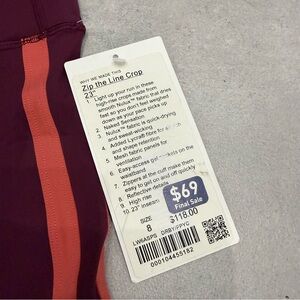 WHY WE MADE THIS
Zip the Line Crop
23"
1. Light up your run in these
high-rise crops made from
smooth Nulux™ fabric that dries
fast so you don't feel weighed
down as your pace picks up
2. Naked Sensation
3. Nulux™ fabric is quick-drying
and sweat-wicking
4. Added Lycra® fibre for stretch
and shape retention
5. Mesh fabric panels for
ventilation
6. Easy-access gel pockets on the
waistband
7. Zippers at the cuff make them
easy to get on and off quickly
8. Reflective details
9. High rise
10. 23" inseam
$69
Final Sale
SIZE
8
$118.00
LW6ASPS
000104455182